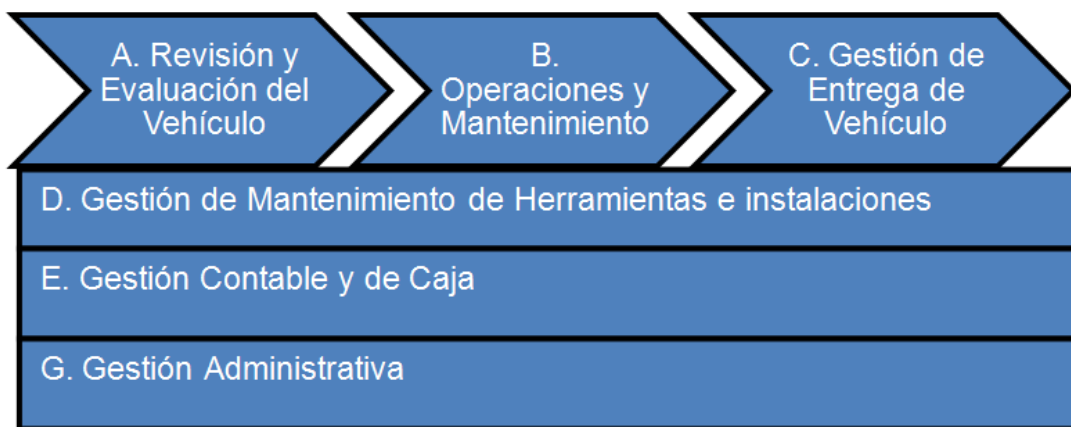 A. Revisión y
Evaluación del
Vehículo
B.
Operaciones y
Mantenimiento
C. Gestión de
Entrega de
Vehículo
D. Gestión de Mantenimiento de Herramientas e instalaciones
E. Gestión Contable y de Caja
G. Gestión Administrativa